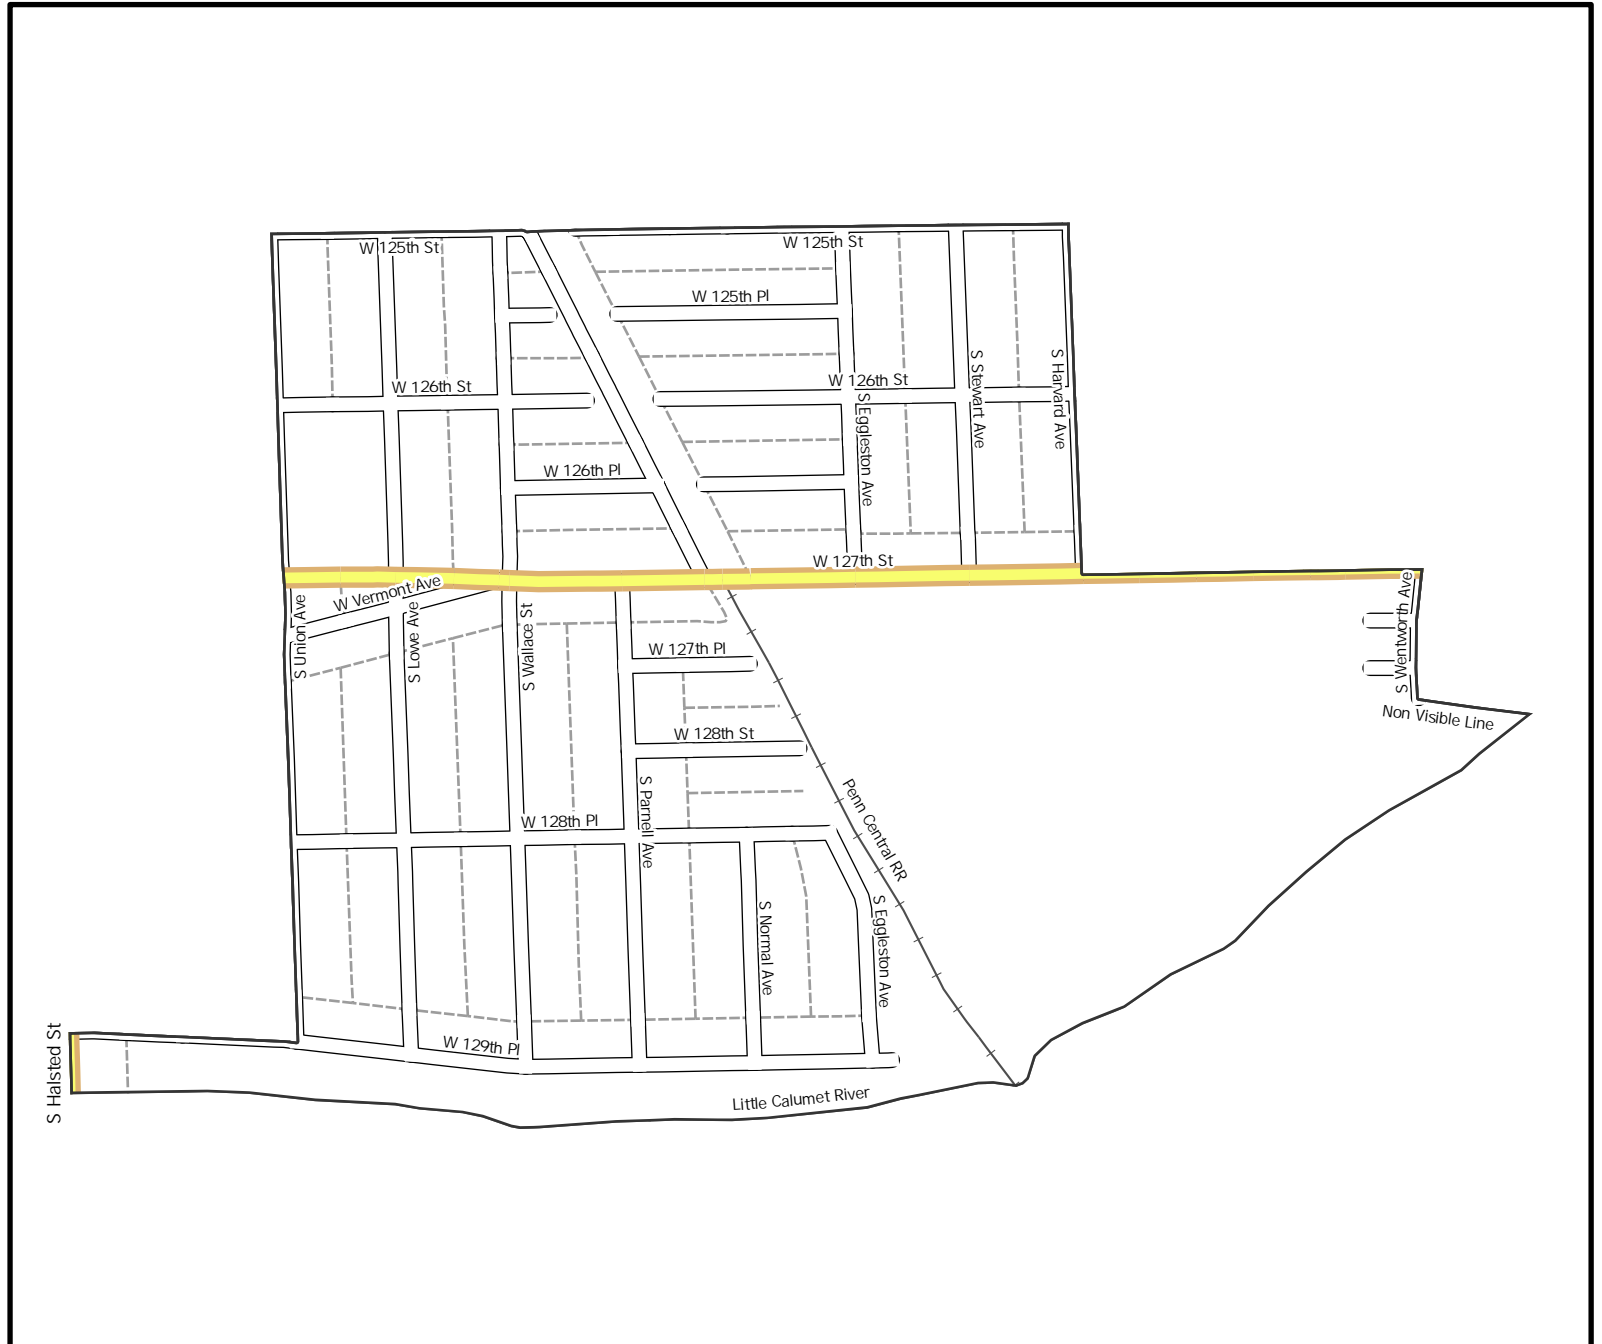 W 125th St
W 125th St
W 125th Pl
W 126th St
W 126th St
S Stewart Ave
S Harvard Ave
S Eggleston Ave
W 126th Pl
W 127th St
W Vermont Ave
S Union Ave
S Lowe Ave
S Wallace St
S Wentworth Ave
W 127th Pl
Non Visible Line
W 128th St
S Parnell Ave
Penn Central RR
W 128th Pl
S Normal Ave
S Eggleston Ave
S Halsted St
W 129th Pl
Little Calumet River